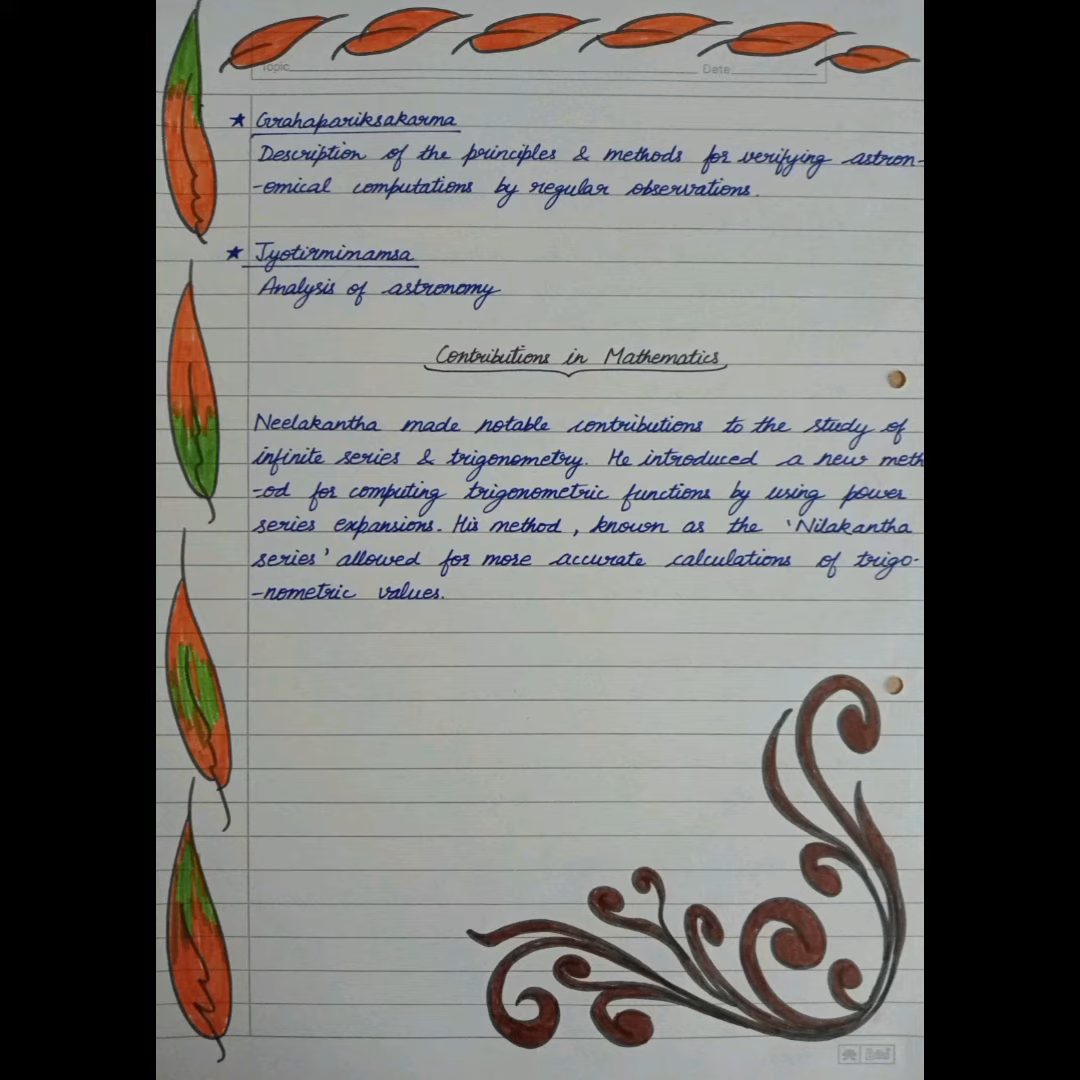 Topic
Date
★ Grahapariksakarma
Description of the principles & methods for verifying astron-
-omical computations by regular observations.
★ Jyotirmimamsa
Analysis of astronomy
Contributions in Mathematics
Neelakantha made notable contributions to the study of
infinite series & trigonometry. He introduced a new meth
-od for computing trigonometric functions by using power
series expansions. His method, known as the 'Nilakantha
series' allowed for more accurate calculations of trigo-
-nometric values.